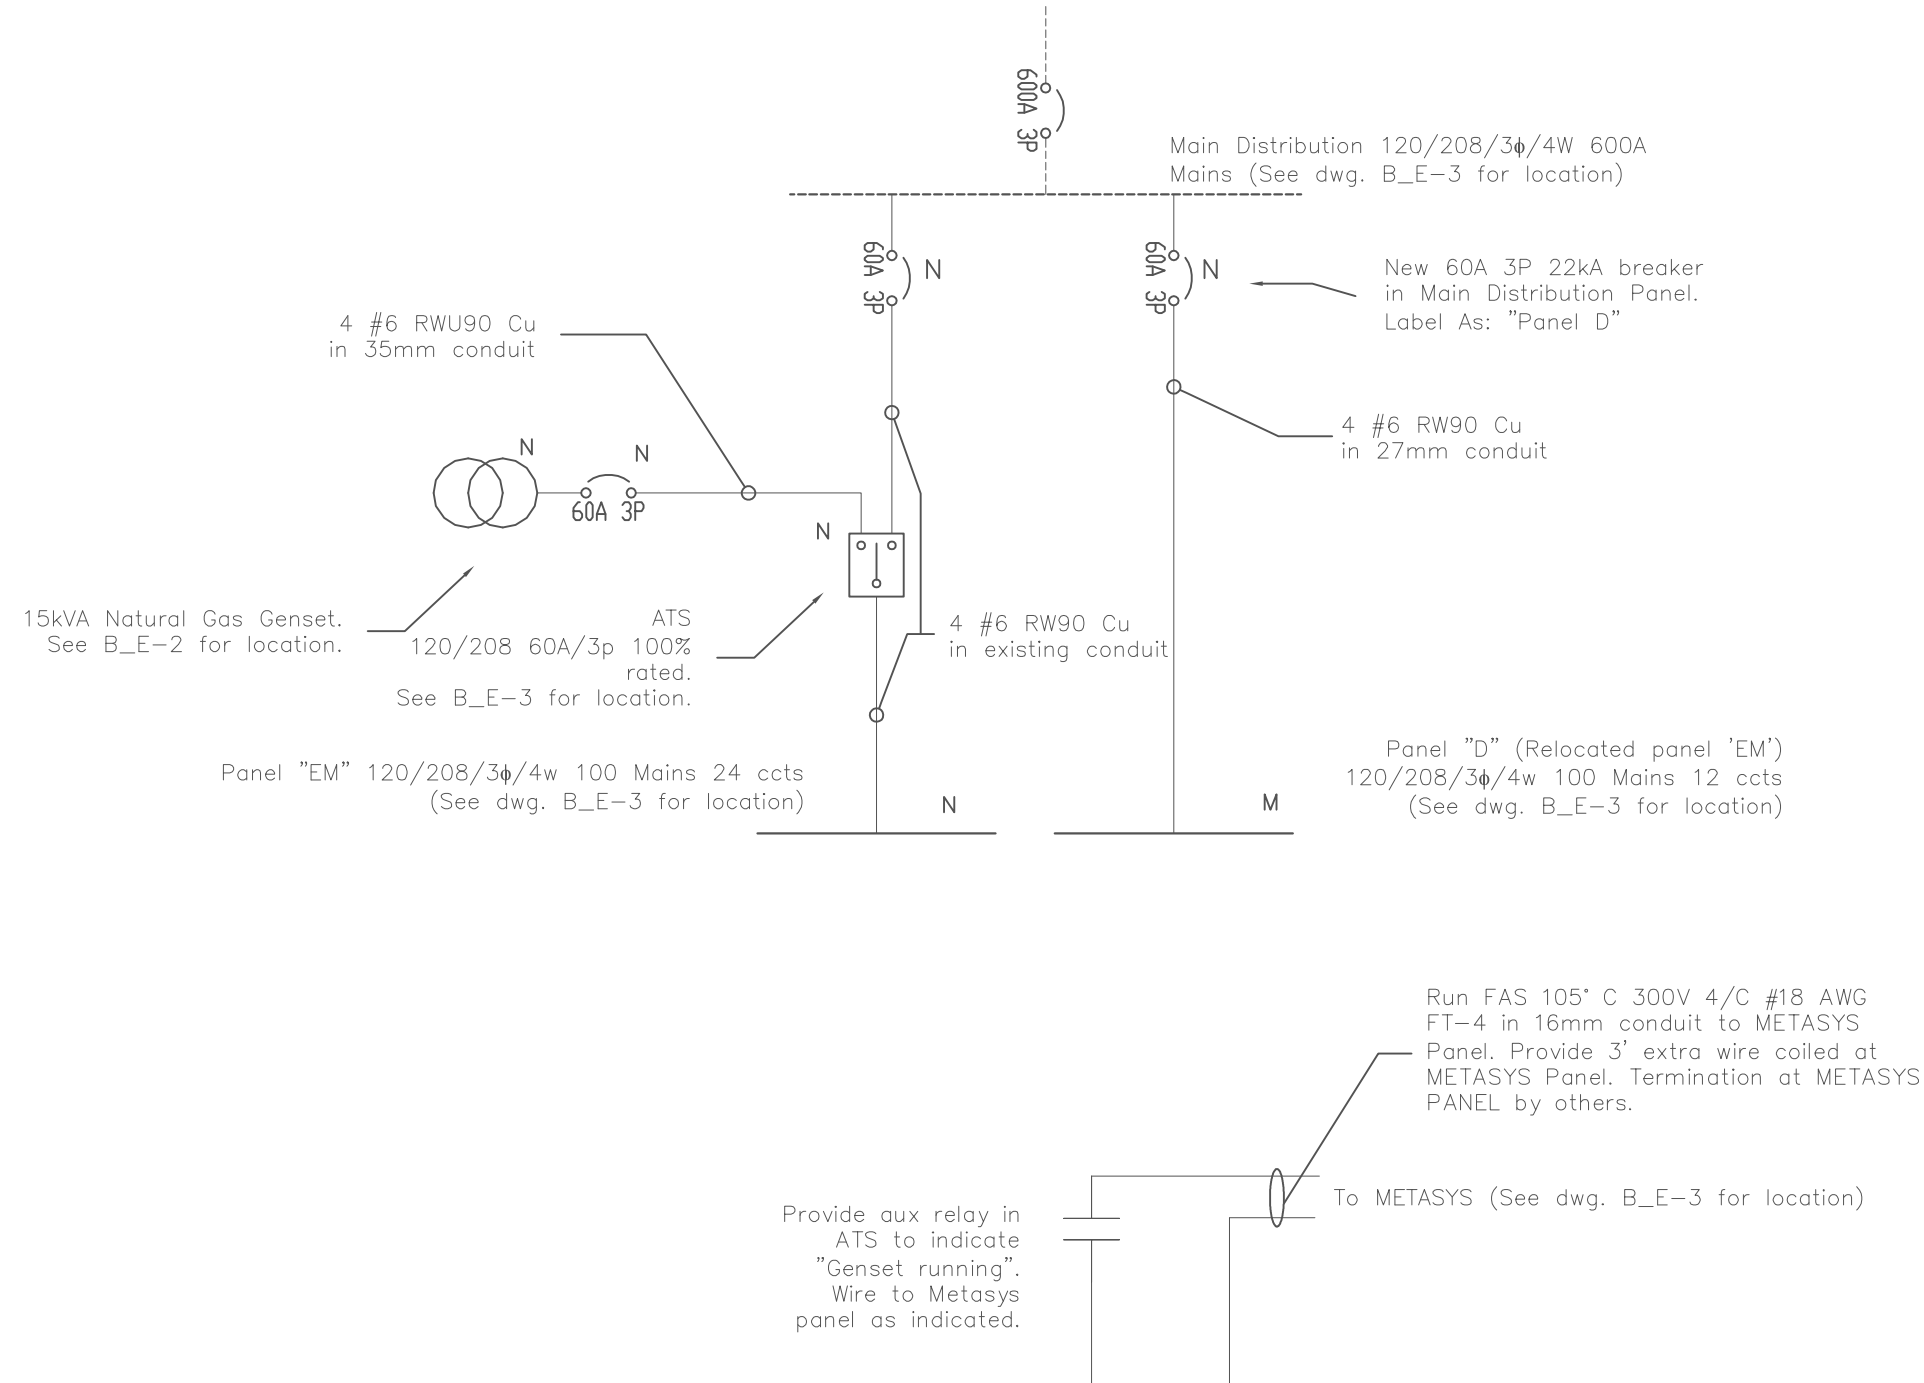 600A 3P
Main Distribution 120/208/3ϕ/4W 600A
Mains (See dwg. B_E-3 for location)
60A 3P
N
60A 3P
N
New 60A 3P 22kA breaker
in Main Distribution Panel.
Label As: "Panel D"
4 #6 RWU90 Cu
in 35mm conduit
4 #6 RW90 Cu
in 27mm conduit
N
N
60A 3P
N
15kVA Natural Gas Genset.
See B_E-2 for location.
ATS
120/208 60A/3p 100%
rated.
See B_E-3 for location.
4 #6 RW90 Cu
in existing conduit
Panel "EM" 120/208/3ϕ/4w 100 Mains 24 ccts
(See dwg. B_E-3 for location)
N
M
Panel "D" (Relocated panel 'EM')
120/208/3ϕ/4w 100 Mains 12 ccts
(See dwg. B_E-3 for location)
Run FAS 105° C 300V 4/C #18 AWG
FT-4 in 16mm conduit to METASYS
Panel. Provide 3' extra wire coiled at
METASYS Panel. Termination at METASYS
PANEL by others.
To METASYS (See dwg. B_E-3 for location)
Provide aux relay in
ATS to indicate
"Genset running".
Wire to Metasys
panel as indicated.